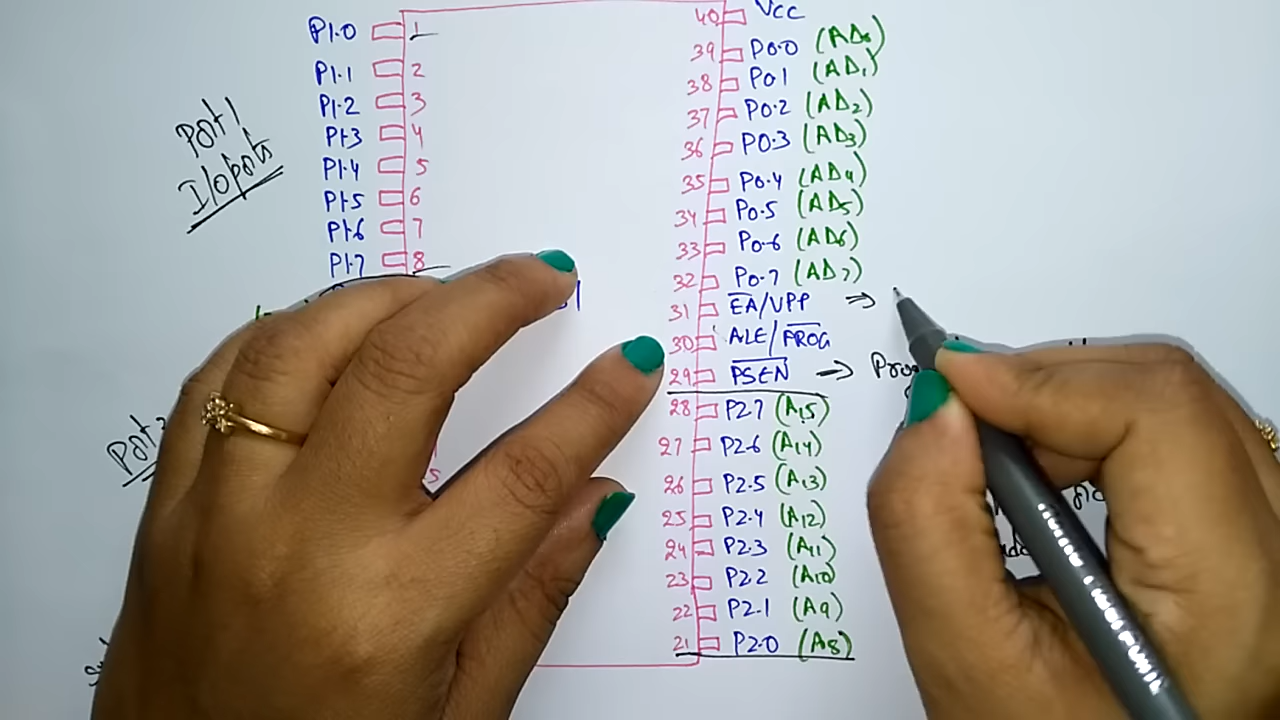 P1.0 1
P1.1 2
P1.2 3
P1.3 4
P1.4 5
P1.5 6
P1.6 7
P1.7 8
Port 1
I/O ports
40 Vcc
39 P0.0 (AD0)
38 P0.1 (AD1)
37 P0.2 (AD2)
36 P0.3 (AD3)
35 P0.4 (AD4)
34 P0.5 (AD5)
33 P0.6 (AD6)
32 P0.7 (AD7)
31 E̅A̅/VPP ⇒
30 ALE/P̅R̅O̅G̅
29 P̅S̅E̅N̅ → Prog
28 P2.7 (A15)
27 P2.6 (A14)
26 P2.5 (A13)
25 P2.4 (A12)
24 P2.3 (A11)
23 P2.2 (A10)
22 P2.1 (A9)
21 P2.0 (A8)